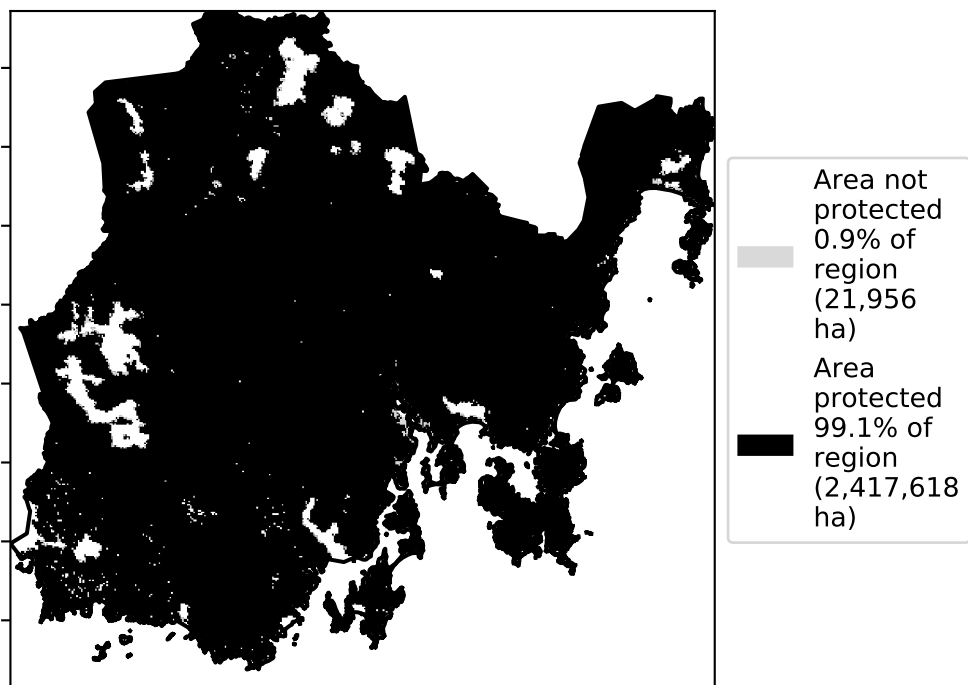 Area not
protected
0.9% of
region
(21,956
ha)
Area
protected
99.1% of
region
(2,417,618
ha)